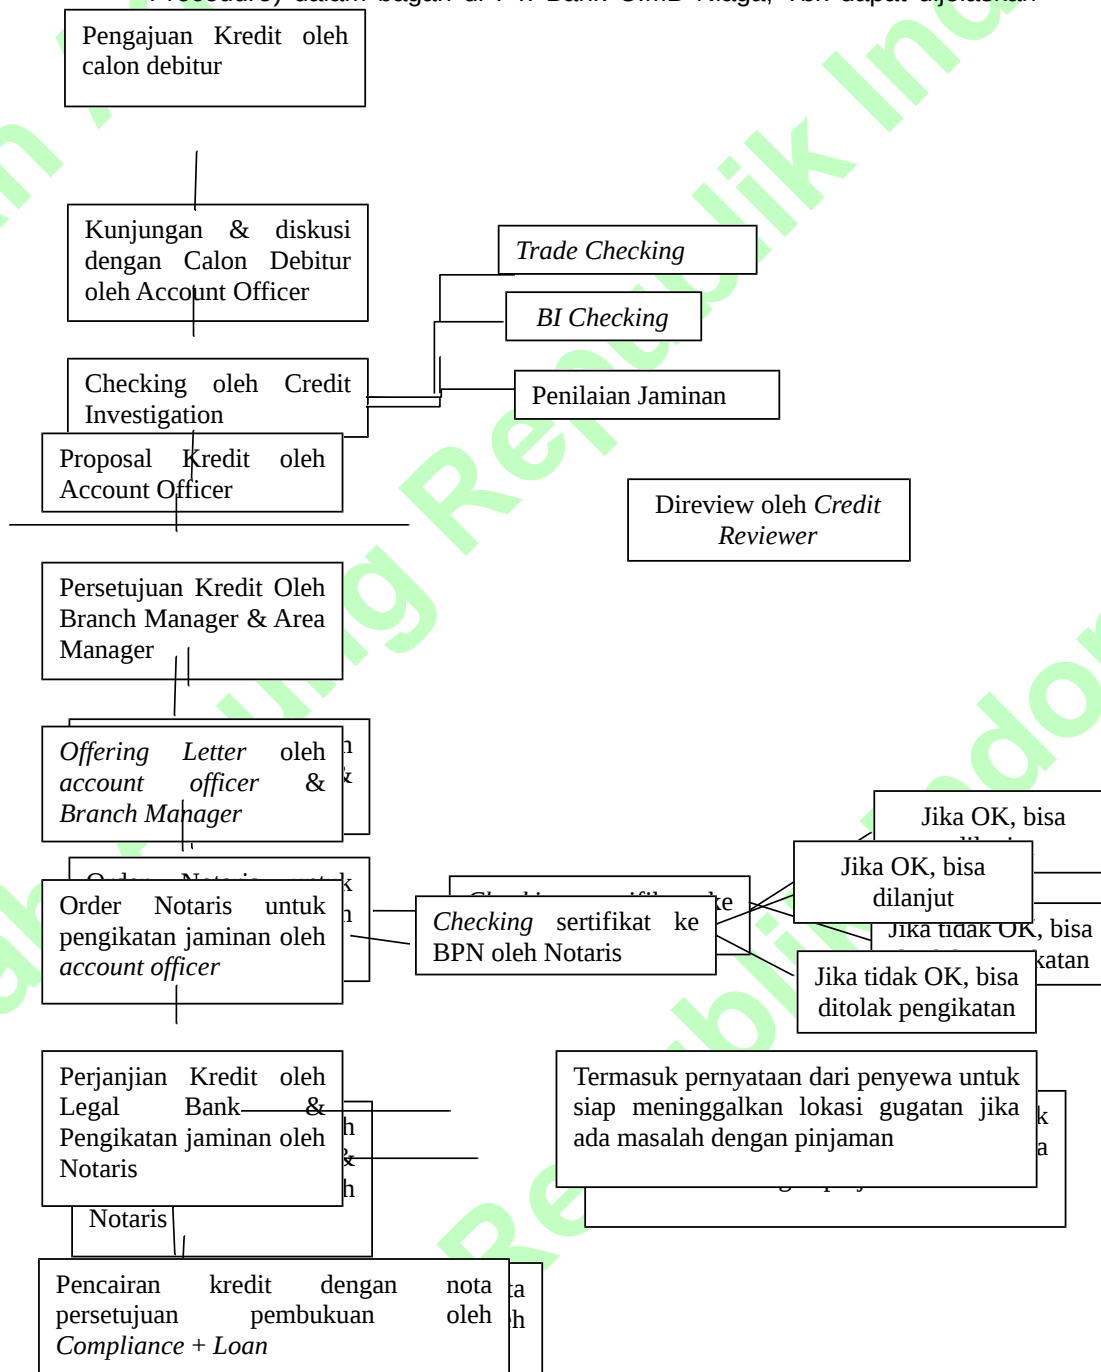 Pengajuan Kredit oleh
calon debitur
Kunjungan & diskusi
dengan Calon Debitur
oleh Account Officer
Trade Checking
BI Checking
Checking oleh Credit
Investigation
Penilaian Jaminan
Proposal Kredit oleh
Account Officer
Direview oleh Credit
Reviewer
Persetujuan Kredit Oleh
Branch Manager & Area
Manager
Offering Letter oleh
account officer &
Branch Manager
Jika OK, bisa
Jika OK, bisa
dilanjut
Order Notaris untuk
pengikatan jaminan oleh
account officer
Checking sertifikat ke
BPN oleh Notaris
Jika tidak OK, bisa
Jika tidak OK, bisa
ditolak pengikatan
Perjanjian Kredit oleh
Legal Bank &
Pengikatan jaminan oleh
Notaris
Notaris
Termasuk pernyataan dari penyewa untuk
siap meninggalkan lokasi gugatan jika
ada masalah dengan pinjaman
Pencairan kredit dengan nota
persetujuan pembukuan oleh
Compliance + Loan